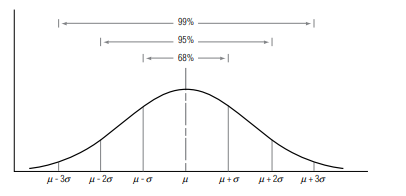 99%
95%
68%
μ - 3σ μ - 2σ μ - σ μ μ + σ μ + 2σ μ + 3σ